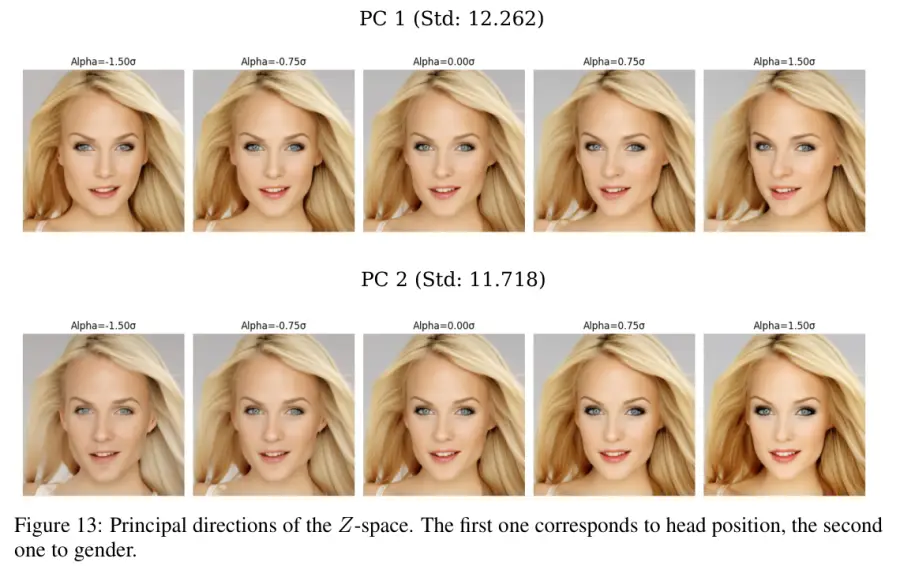 PC 1 (Std: 12.262)
Alpha=-1.50σ Alpha=-0.75σ Alpha=0.00σ Alpha=0.75σ Alpha=1.50σ
PC 2 (Std: 11.718)
Alpha=-1.50σ Alpha=-0.75σ Alpha=0.00σ Alpha=0.75σ Alpha=1.50σ
Figure 13: Principal directions of the Z-space. The first one corresponds to head position, the second
one to gender.